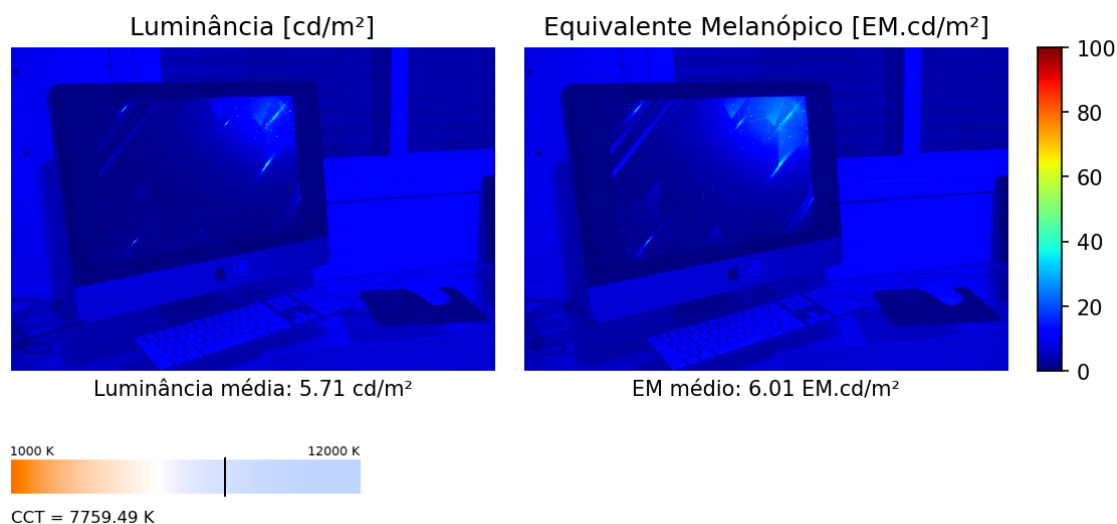 Luminância [cd/m²]
Equivalente Melanópico [EM.cd/m²]
100
80
60
40
20
0
Luminância média: 5.71 cd/m²
EM médio: 6.01 EM.cd/m²
1000 K
12000 K
CCT = 7759.49 K